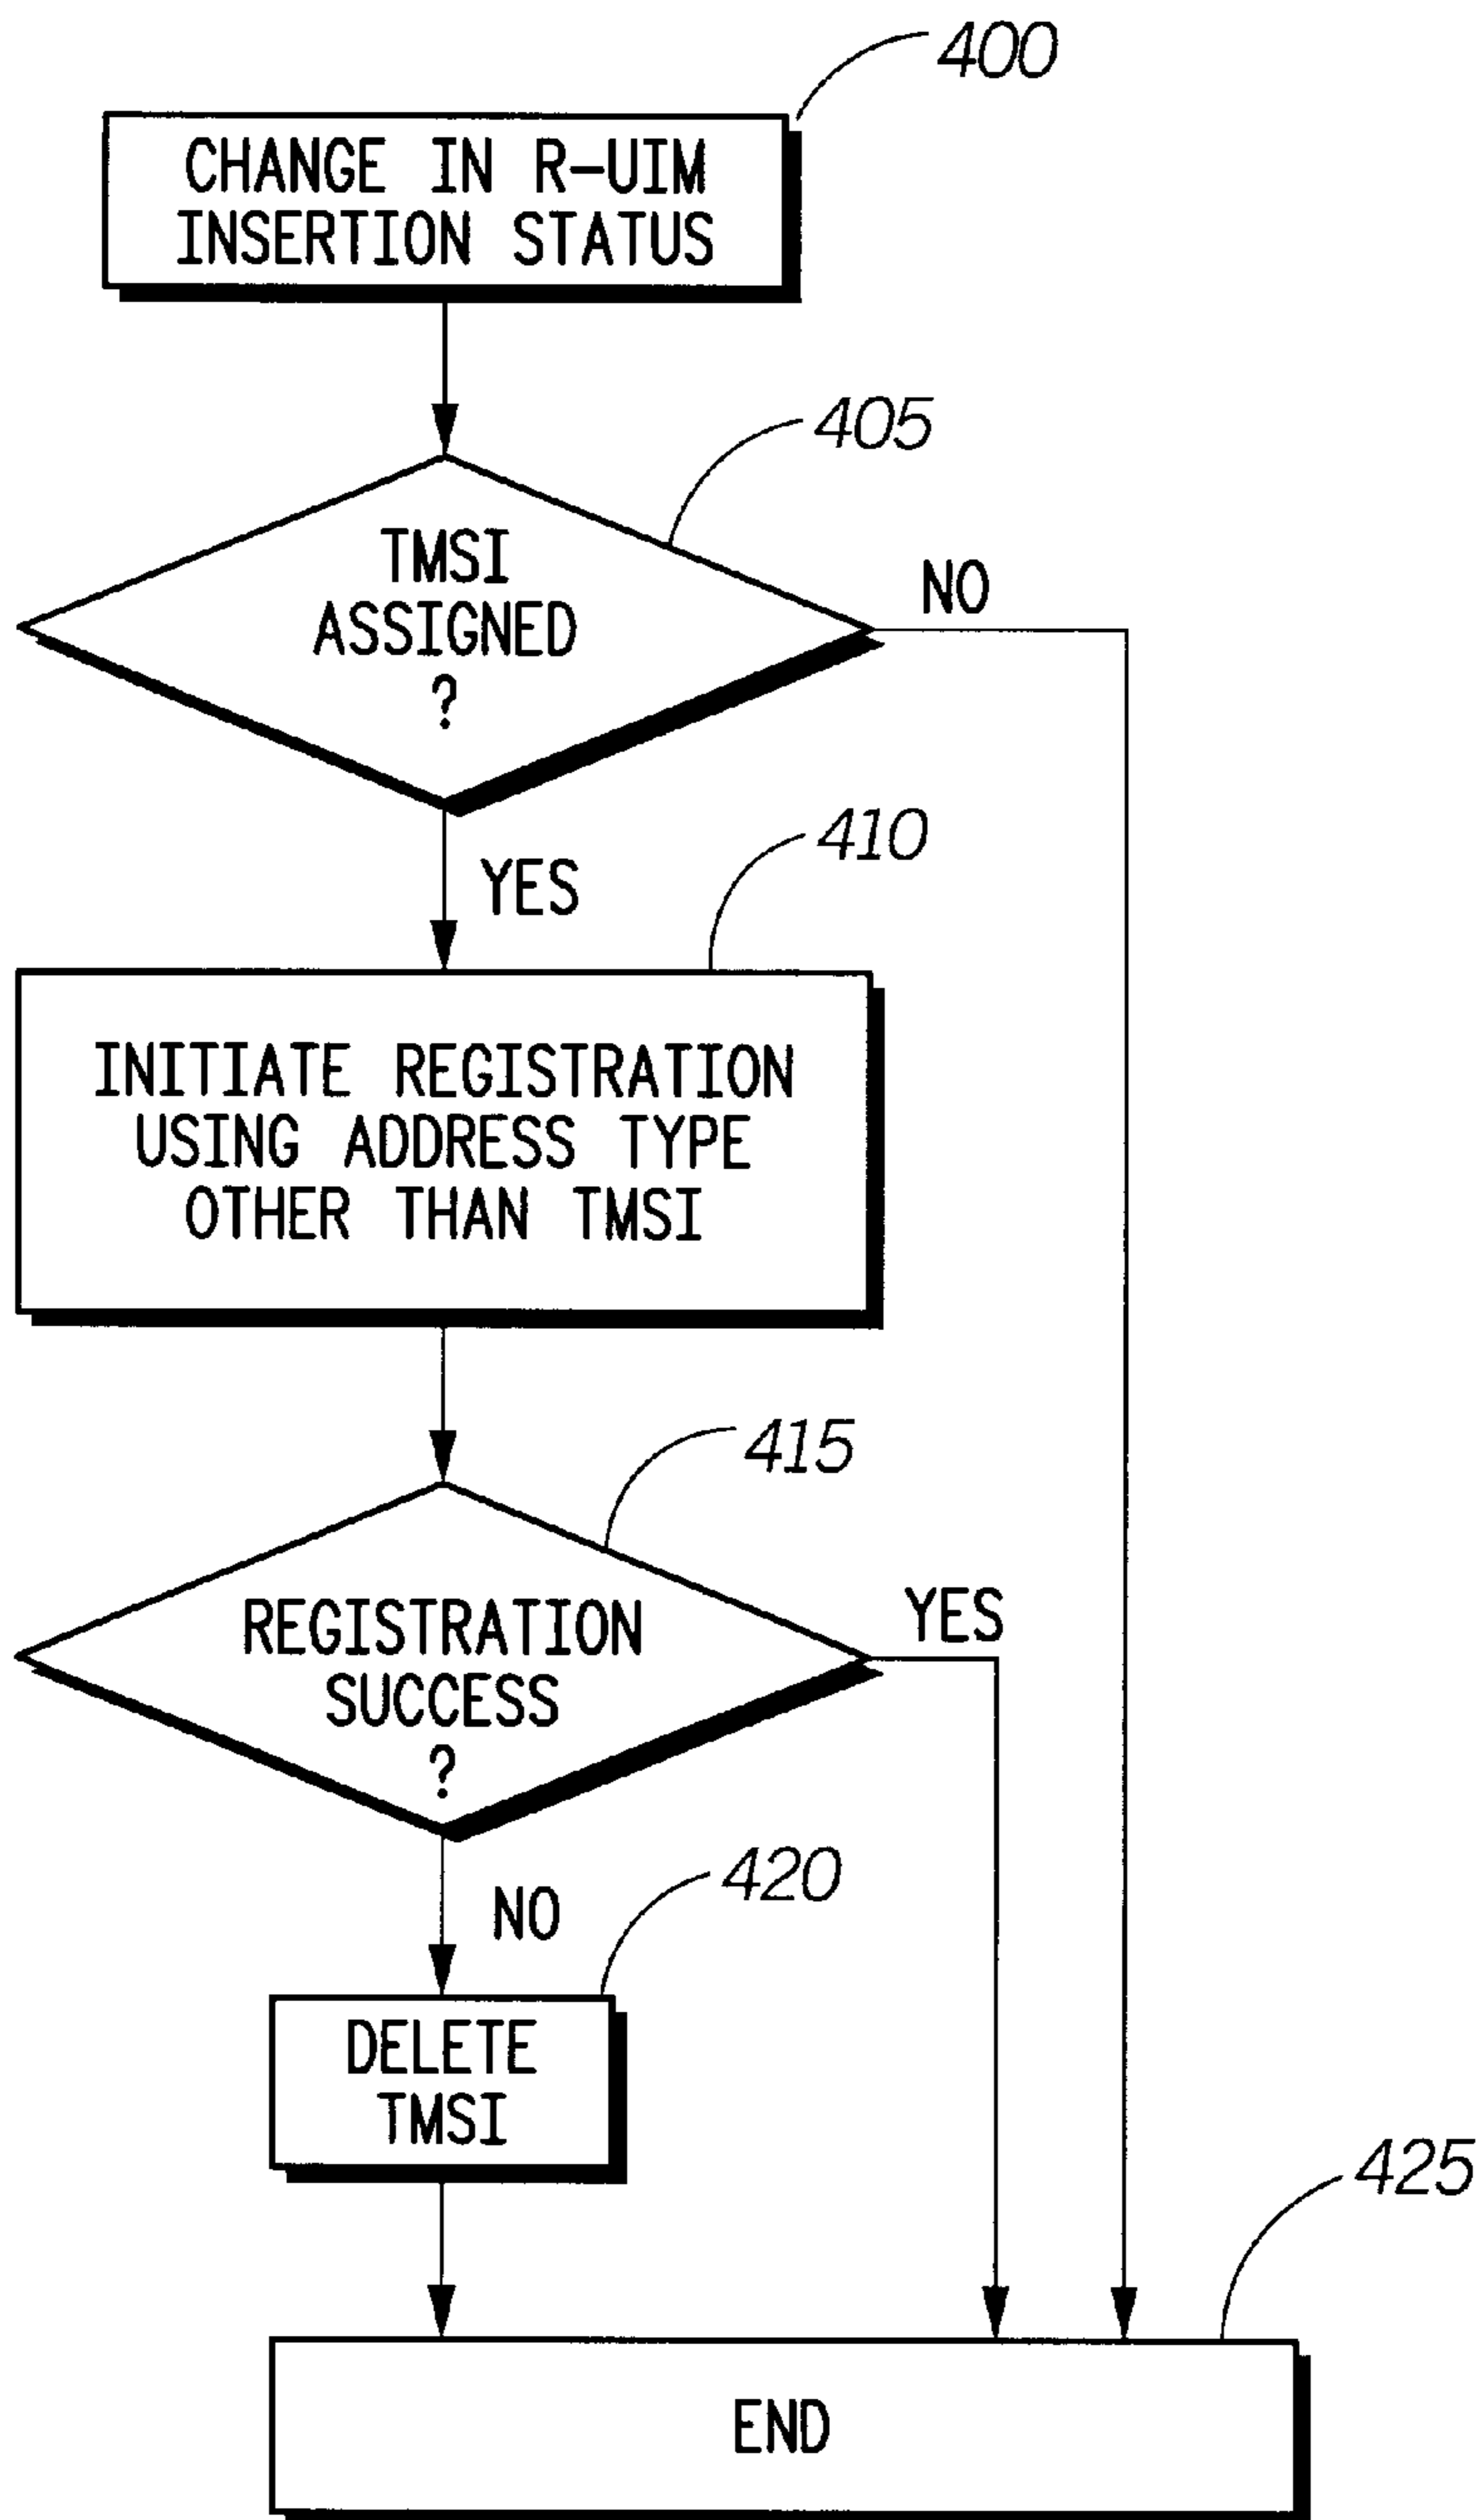 400
CHANGE IN R-UIM
INSERTION STATUS
405
TMSI
ASSIGNED
?
NO
YES
410
INITIATE REGISTRATION
USING ADDRESS TYPE
OTHER THAN TMSI
415
REGISTRATION
SUCCESS
?
YES
NO
420
DELETE
TMSI
425
END